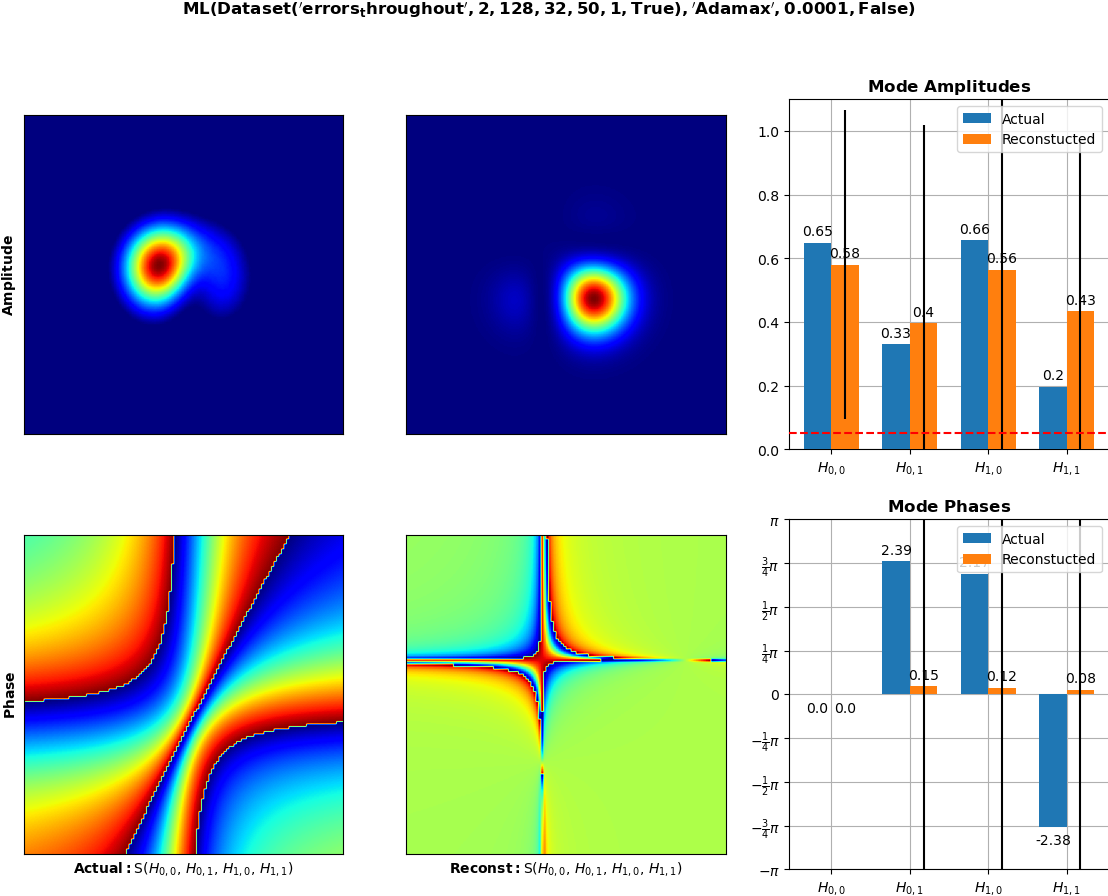 ML(Dataset('errors_throughout', 2, 128, 32, 50, 1, True), 'Adamax', 0.0001, False)
Mode Amplitudes
Amplitude
Actual
Reconstucted
1.0
0.8
0.6
0.4
0.2
0.0
0.65
0.58
0.33
0.4
0.66
0.56
0.2
0.43
H0,0
H0,1
H1,0
H1,1
Mode Phases
Phase
Actual
Reconstucted
π
3/4π
1/2π
1/4π
0
−1/4π
−1/2π
−3/4π
−π
0.0
0.0
2.39
0.15
0.12
-2.38
0.08
H0,0
H0,1
H1,0
H1,1
Actual: S(H0,0, H0,1, H1,0, H1,1)
Reconst: S(H0,0, H0,1, H1,0, H1,1)